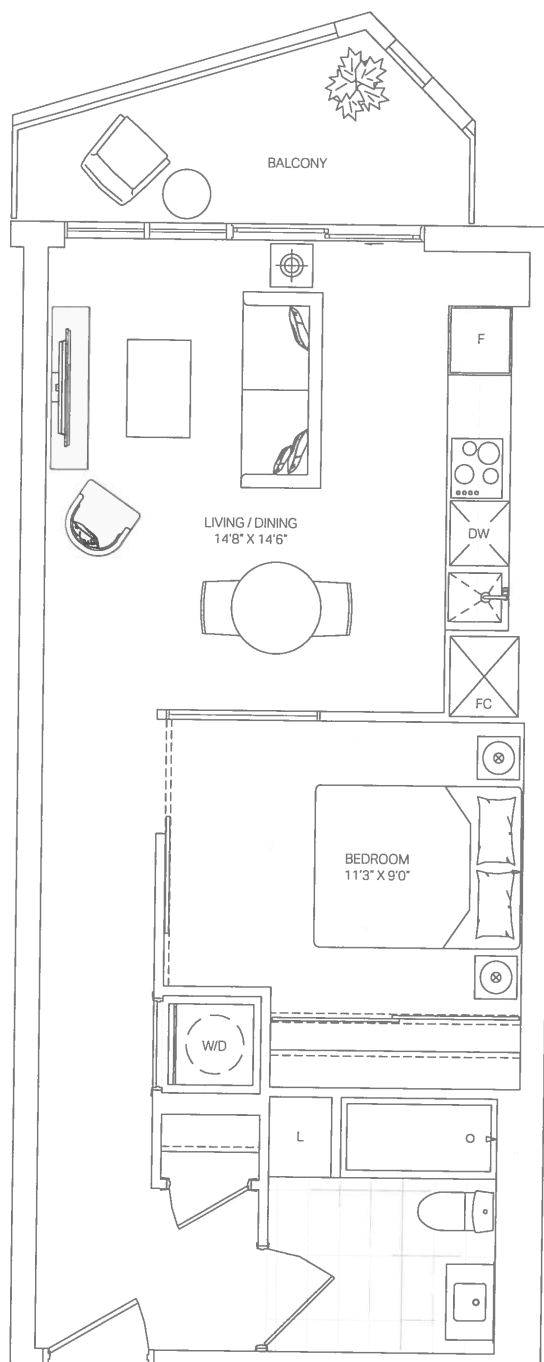 BALCONY
F
LIVING / DINING
14'8" X 14'6"
DW
FC
BEDROOM
11'3" X 9'0"
W/D
L